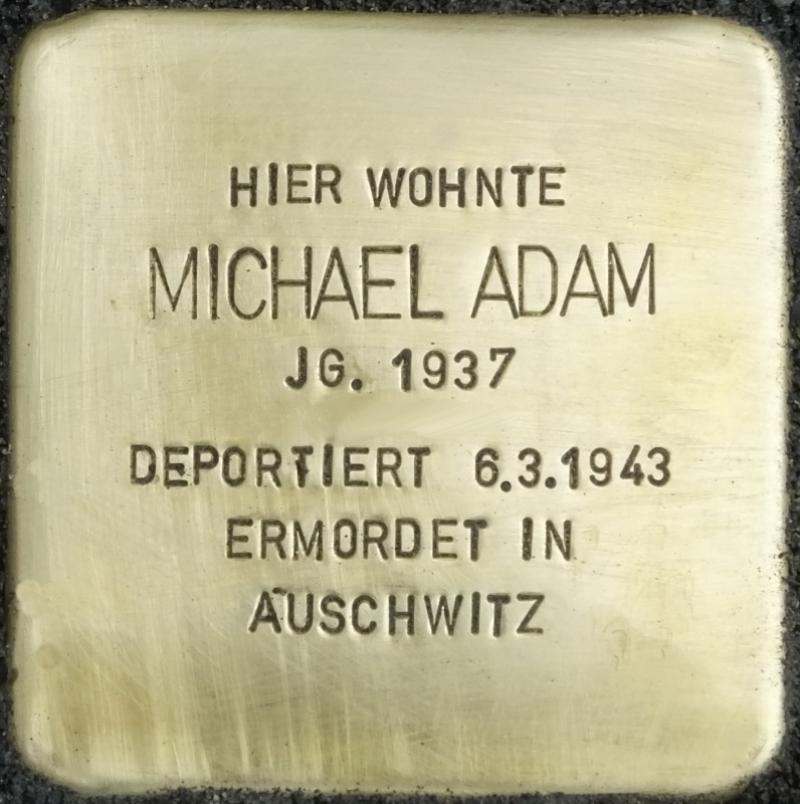 HIER WOHNTE
MICHAEL ADAM
JG. 1937
DEPORTIERT 6.3.1943
ERMORDET IN
AUSCHWITZ